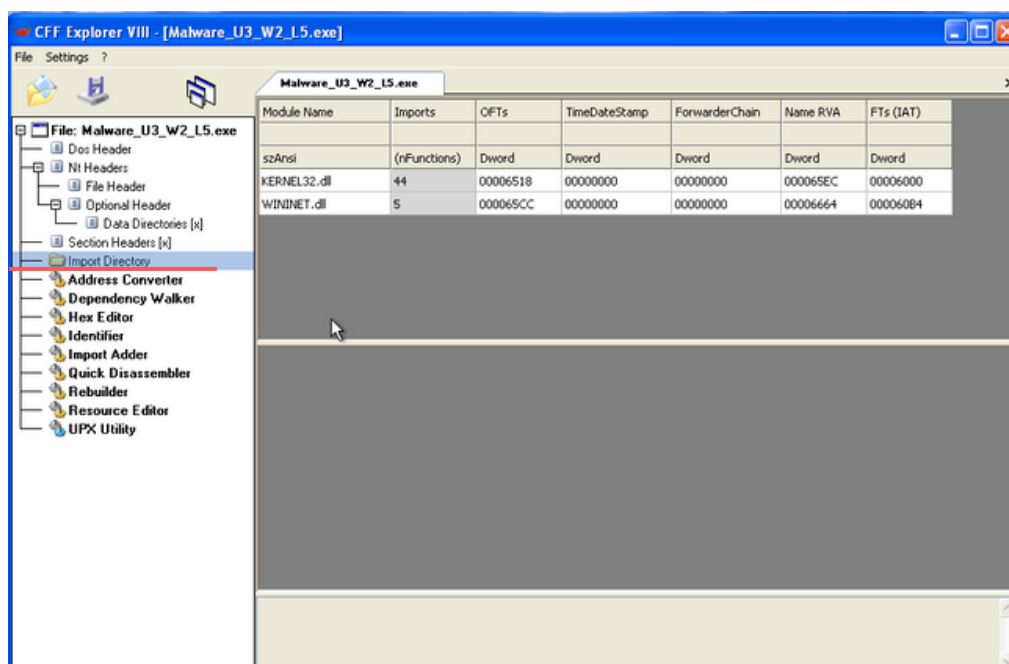 CFF Explorer VIII - [Malware_U3_W2_L5.exe]
File Settings ?
Malware_U3_W2_L5.exe
File: Malware_U3_W2_L5.exe
Dos Header
Nt Headers
File Header
Optional Header
Data Directories [x]
Section Headers [x]
Import Directory
Address Converter
Dependency Walker
Hex Editor
Identifier
Import Adder
Quick Disassembler
Rebuilder
Resource Editor
UPX Utility
Module Name Imports OFTs TimeDateStamp ForwarderChain Name RVA FTs (IAT)
szAnsi (nFunctions) Dword Dword Dword Dword Dword
KERNEL32.dll 44 00006518 00000000 00000000 000065EC 00006000
WININET.dll 5 000065CC 00000000 00000000 00006664 000060B4